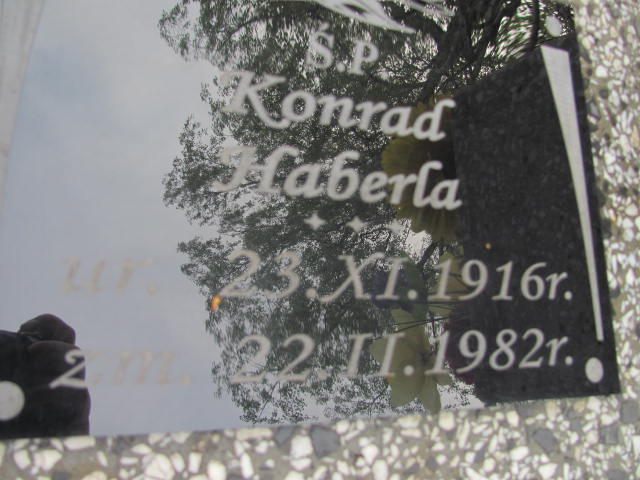 Ś.P.
Konrad
Haberla
ur. 23.XI.1916r.
zm. 22.II.1982r.